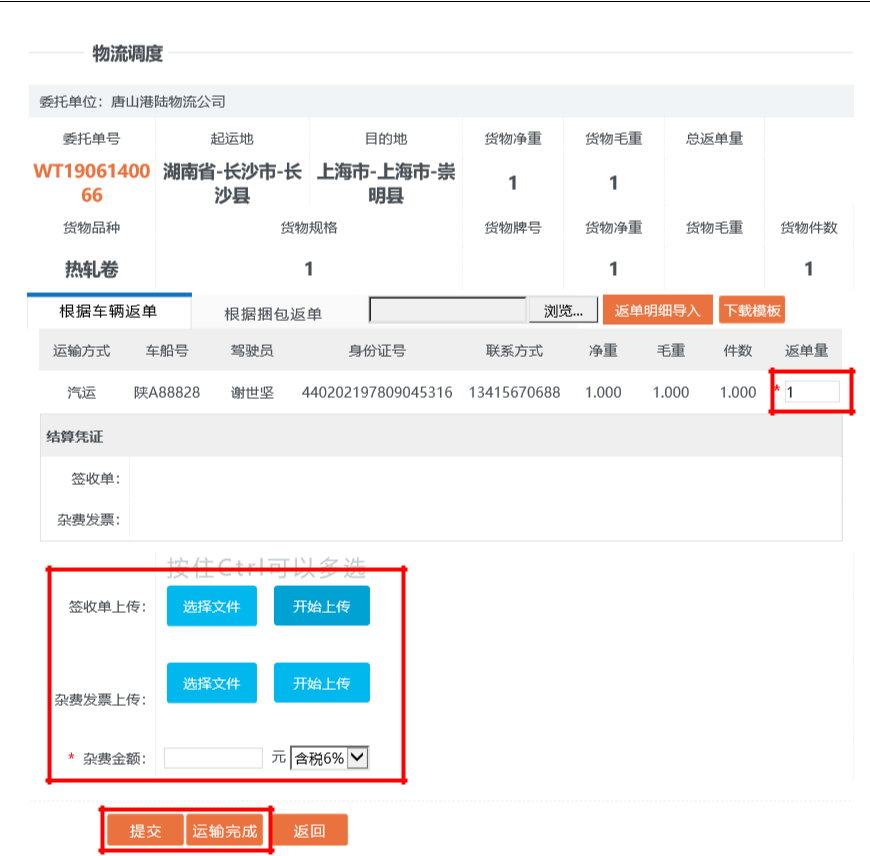 物流调度
委托单位：唐山港陆物流公司
委托单号 起运地 目的地 货物净重 货物毛重 总返单量
WT19061400 湖南省-长沙市-长 上海市-上海市-崇 1 1
66 沙县 明县
货物品种 货物规格 货物牌号 货物净重 货物毛重 货物件数
热轧卷 1 1 1
根据车辆返单 根据捆包返单 浏览... 返单明细导入 下载模板
运输方式 车船号 驾驶员 身份证号 联系方式 净重 毛重 件数 返单量
汽运 陕A88828 谢世坚 440202197809045316 13415670688 1.000 1.000 1.000 * 1
结算凭证
签收单：
杂费发票：
按住Ctrl可以多选
签收单上传： 选择文件 开始上传
杂费发票上传： 选择文件 开始上传
* 杂费金额： 元 含税6%
提交 运输完成 返回